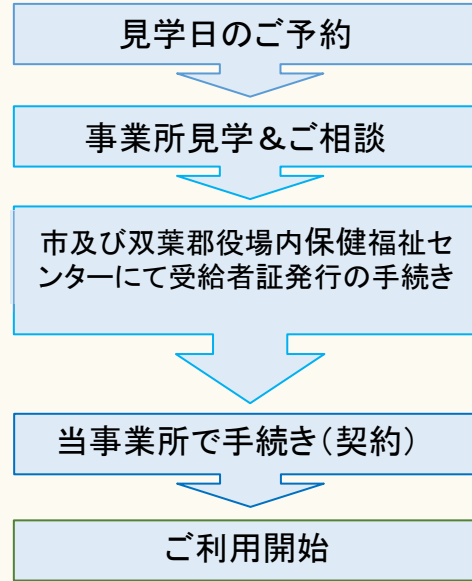 見学日のご予約
事業所見学&ご相談
市及び双葉郡役場内保健福祉セ
ンターにて受給者証発行の手続き
当事業所で手続き(契約)
ご利用開始